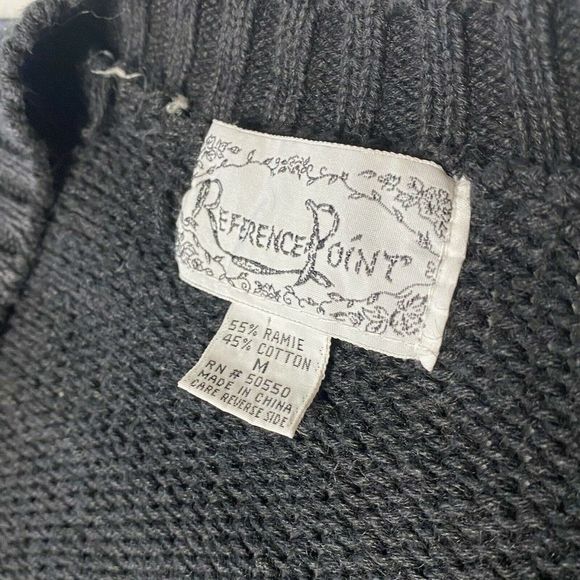 REFERENCE POINT
55% RAMIE
45% COTTON
M
RN # 50550
MADE IN CHINA
CARE REVERSE SIDE